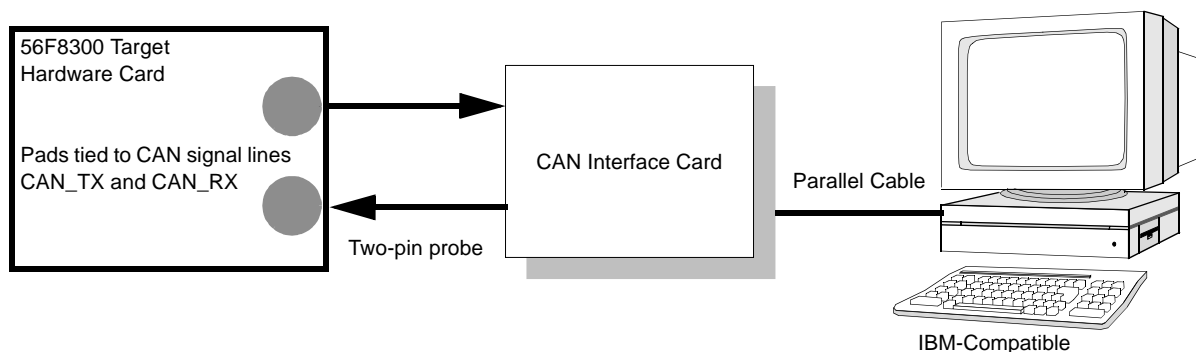 56F8300 Target
Hardware Card
Pads tied to CAN signal lines
CAN_TX and CAN_RX
Two-pin probe
CAN Interface Card
Parallel Cable
IBM-Compatible